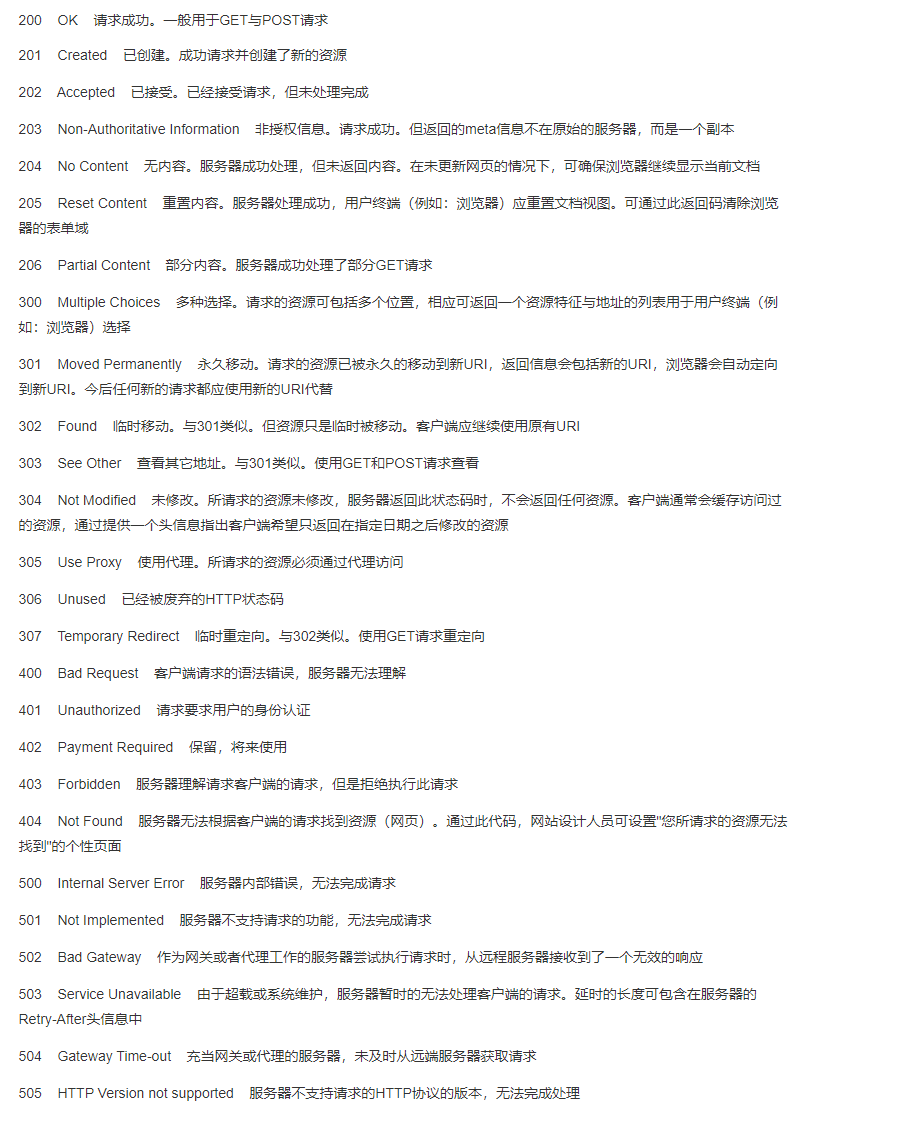 200 OK 请求成功。一般用于GET与POST请求
201 Created 已创建。成功请求并创建了新的资源
202 Accepted 已接受。已经接受请求，但未处理完成
203 Non-Authoritative Information 非授权信息。请求成功。但返回的meta信息不在原始的服务器，而是一个副本
204 No Content 无内容。服务器成功处理，但未返回内容。在未更新网页的情况下，可确保浏览器继续显示当前文档
205 Reset Content 重置内容。服务器处理成功，用户终端（例如：浏览器）应重置文档视图。可通过此返回码清除浏览
器的表单域
206 Partial Content 部分内容。服务器成功处理了部分GET请求
300 Multiple Choices 多种选择。请求的资源可包括多个位置，相应可返回一个资源特征与地址的列表用于用户终端（例
如：浏览器）选择
301 Moved Permanently 永久移动。请求的资源已被永久的移动到新URI，返回信息会包括新的URI，浏览器会自动定向
到新URI。今后任何新的请求都应使用新的URI代替
302 Found 临时移动。与301类似。但资源只是临时被移动。客户端应继续使用原有URI
303 See Other 查看其它地址。与301类似。使用GET和POST请求查看
304 Not Modified 未修改。所请求的资源未修改，服务器返回此状态码时，不会返回任何资源。客户端通常会缓存访问过
的资源，通过提供一个头信息指出客户端希望只返回在指定日期之后修改的资源
305 Use Proxy 使用代理。所请求的资源必须通过代理访问
306 Unused 已经被废弃的HTTP状态码
307 Temporary Redirect 临时重定向。与302类似。使用GET请求重定向
400 Bad Request 客户端请求的语法错误，服务器无法理解
401 Unauthorized 请求要求用户的身份认证
402 Payment Required 保留，将来使用
403 Forbidden 服务器理解请求客户端的请求，但是拒绝执行此请求
404 Not Found 服务器无法根据客户端的请求找到资源（网页）。通过此代码，网站设计人员可设置"您所请求的资源无法
找到"的个性页面
500 Internal Server Error 服务器内部错误，无法完成请求
501 Not Implemented 服务器不支持请求的功能，无法完成请求
502 Bad Gateway 作为网关或者代理工作的服务器尝试执行请求时，从远程服务器接收到了一个无效的响应
503 Service Unavailable 由于超载或系统维护，服务器暂时的无法处理客户端的请求。延时的长度可包含在服务器的
Retry-After头信息中
504 Gateway Time-out 充当网关或代理的服务器，未及时从远端服务器获取请求
505 HTTP Version not supported 服务器不支持请求的HTTP协议的版本，无法完成处理